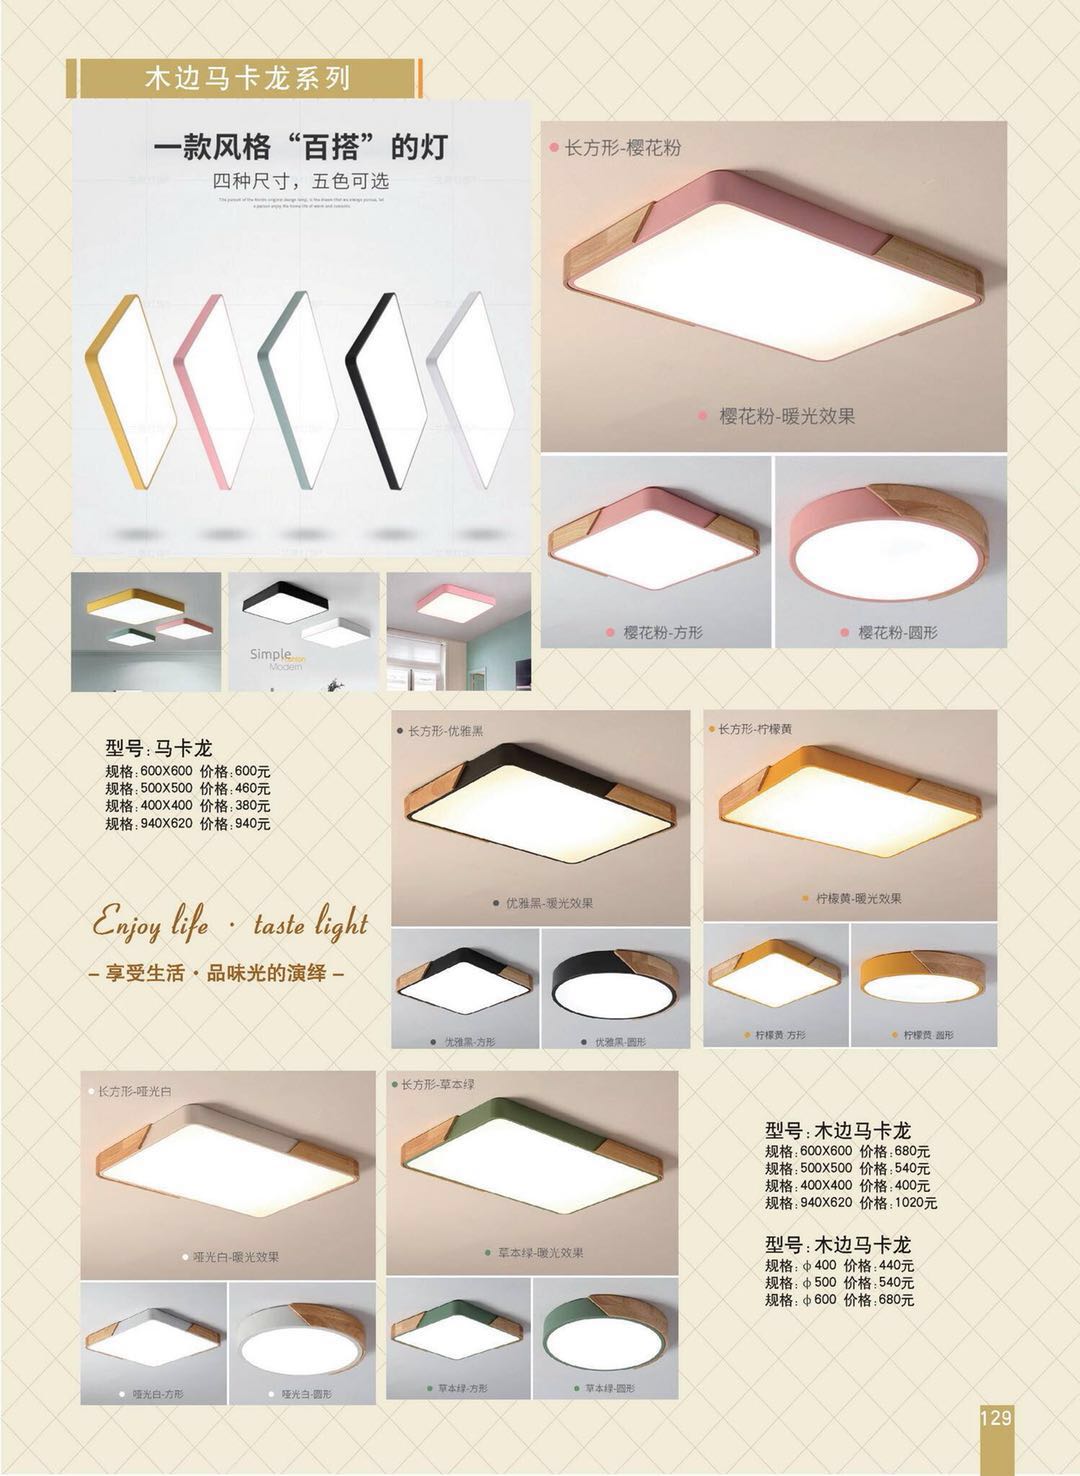 木边马卡龙系列
一款风格“百搭”的灯
四种尺寸，五色可选
长方形-樱花粉
樱花粉-暖光效果
樱花粉-方形
樱花粉-圆形
Simple
Fashion
Modern
型号:马卡龙
规格:600X600 价格:600元
规格:500X500 价格:460元
规格:400X400 价格:380元
规格:940X620 价格:940元
Enjoy life · taste light
– 享受生活·品味光的演绎 –
长方形-优雅黑
优雅黑-暖光效果
优雅黑-方形
优雅黑-圆形
长方形-柠檬黄
柠檬黄-暖光效果
柠檬黄-方形
柠檬黄-圆形
长方形-哑光白
哑光白-暖光效果
哑光白-方形
哑光白-圆形
长方形-草本绿
草本绿-暖光效果
草本绿-方形
草本绿-圆形
型号:木边马卡龙
规格:600X600 价格:680元
规格:500X500 价格:540元
规格:400X400 价格:400元
规格:940X620 价格:1020元
型号:木边马卡龙
规格:φ400 价格:440元
规格:φ500 价格:540元
规格:φ600 价格:680元
129